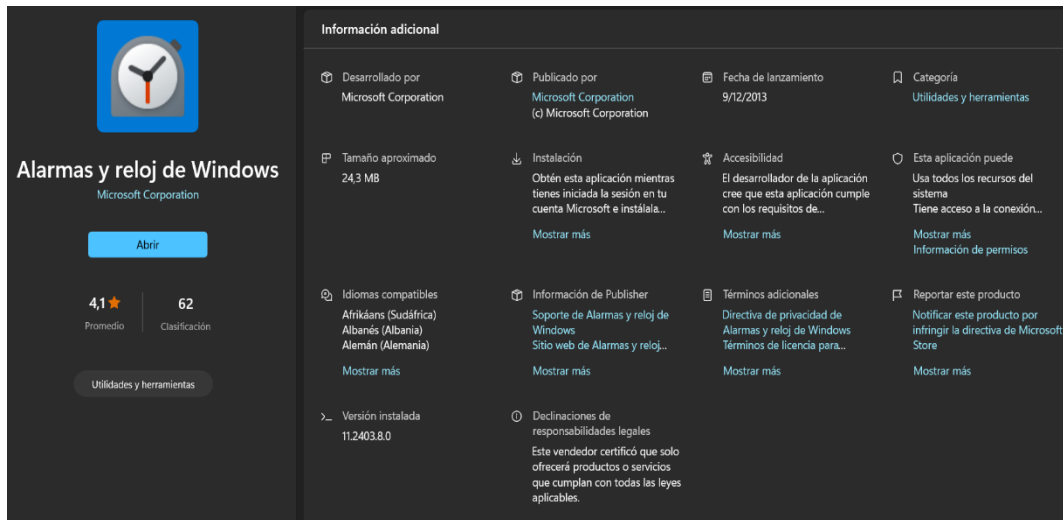 Alarmas y reloj de Windows
Microsoft Corporation
Abrir
4,1
Promedio
62
Clasificación
Utilidades y herramientas
Información adicional
Desarrollado por
Microsoft Corporation
Publicado por
Microsoft Corporation
(c) Microsoft Corporation
Fecha de lanzamiento
9/12/2013
Categoría
Utilidades y herramientas
Tamaño aproximado
24,3 MB
Instalación
Obtén esta aplicación mientras
tienes iniciada la sesión en tu
cuenta Microsoft e instálala...
Mostrar más
Accesibilidad
El desarrollador de la aplicación
cree que esta aplicación cumple
con los requisitos de...
Mostrar más
Esta aplicación puede
Usa todos los recursos del
sistema
Tiene acceso a la conexión...
Mostrar más
Información de permisos
Idiomas compatibles
Afrikáans (Sudáfrica)
Albanés (Albania)
Alemán (Alemania)
Mostrar más
Información de Publisher
Soporte de Alarmas y reloj de
Windows
Sitio web de Alarmas y reloj...
Mostrar más
Términos adicionales
Directiva de privacidad de
Alarmas y reloj de Windows
Términos de licencia para...
Mostrar más
Reportar este producto
Notificar este producto por
infringir la directiva de Microsoft
Store
Mostrar más
Versión instalada
11.2403.8.0
Declinaciones de
responsabilidades legales
Este vendedor certificó que solo
ofrecerá productos o servicios
que cumplan con todas las leyes
aplicables.